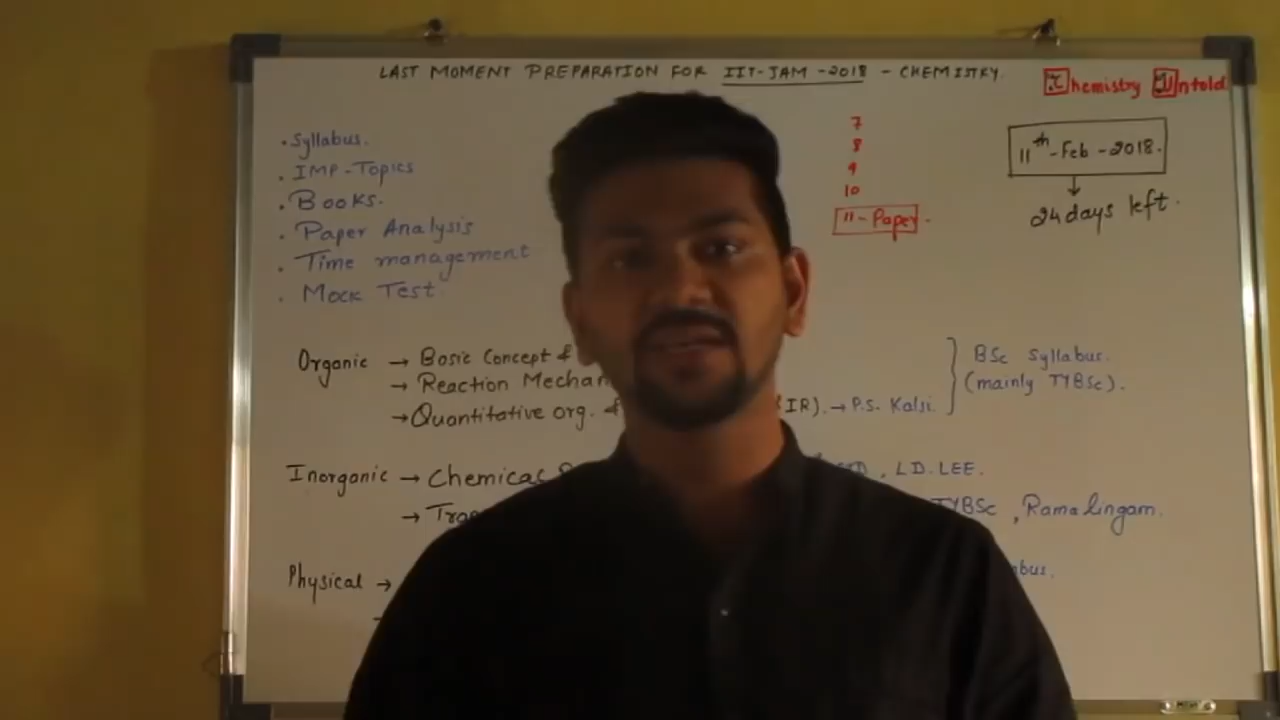 LAST MOMENT PREPARATION FOR IIT-JAM-2018 - CHEMISTRY.
Chemistry Untold
. Syllabus.
. IMP-Topics
. Books.
. Paper Analysis
. Time management
. Mock Test.
7
8
9
10
11-Paper.
11th-Feb-2018.
↓
24 days left.
Organic → Basic Concept &
→ Reaction Mechan
→ Quantitative org. & (IR). → P.S. Kalsi.
BSc syllabus.
(mainly TYBSc).
Inorganic → Chemical , J.D. LEE.
→ TYBSc , Ramalingam.
Physical →